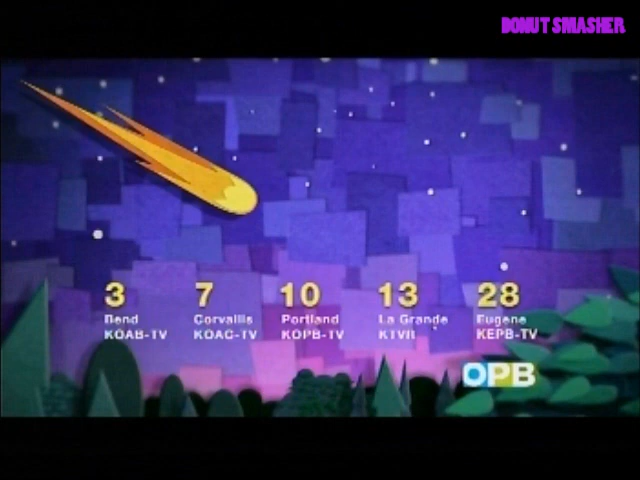 DONUT SMASHER
3 7 10 13 28
Bend Corvallis Portland La Grande Eugene
KOAB-TV KOAC-TV KOPB-TV KTVR KEPB-TV
OPB